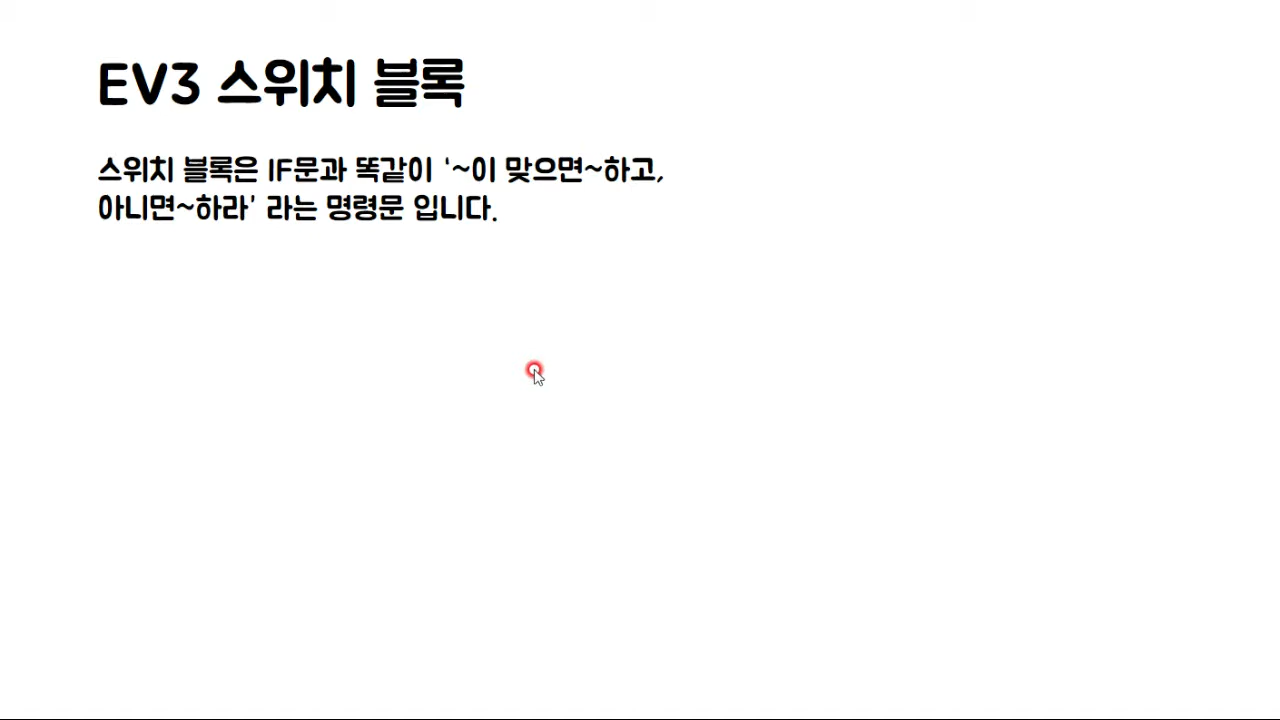 EV3 스위치 블록
스위치 블록은 IF문과 똑같이 '~이 맞으면~하고,
아니면~하라' 라는 명령문 입니다.